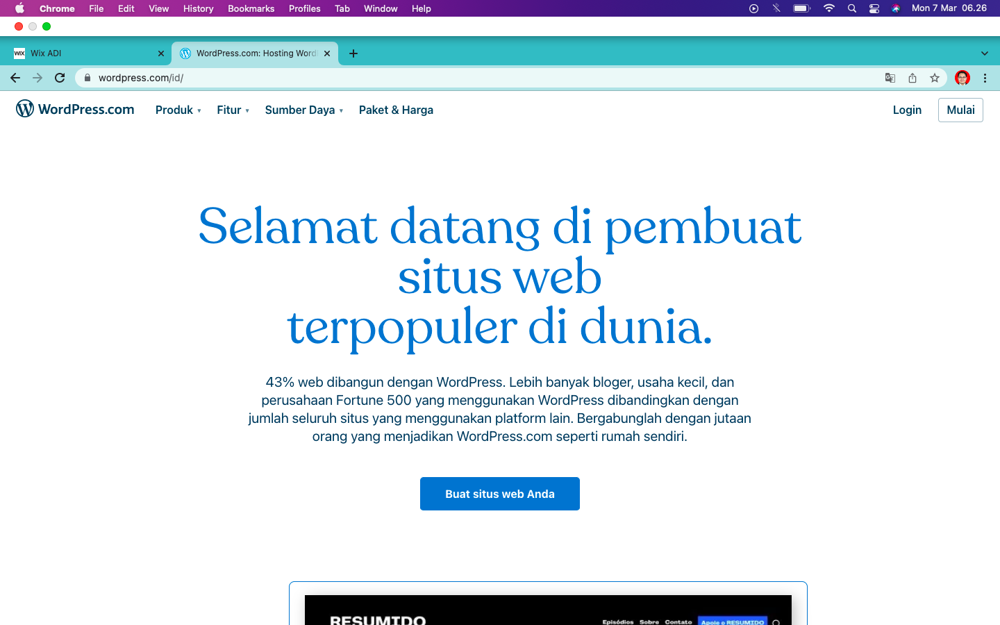 Chrome File Edit View History Bookmarks Profiles Tab Window Help Mon 7 Mar 06.26
WIX Wix ADI WordPress.com: Hosting Word
wordpress.com/id/
WordPress.com Produk Fitur Sumber Daya Paket & Harga Login Mulai
Selamat datang di pembuat
situs web
terpopuler di dunia.
43% web dibangun dengan WordPress. Lebih banyak bloger, usaha kecil, dan
perusahaan Fortune 500 yang menggunakan WordPress dibandingkan dengan
jumlah seluruh situs yang menggunakan platform lain. Bergabunglah dengan jutaan
orang yang menjadikan WordPress.com seperti rumah sendiri.
Buat situs web Anda
RESUMIDO Episódios Sobre Contato Apoie o RESUMIDO